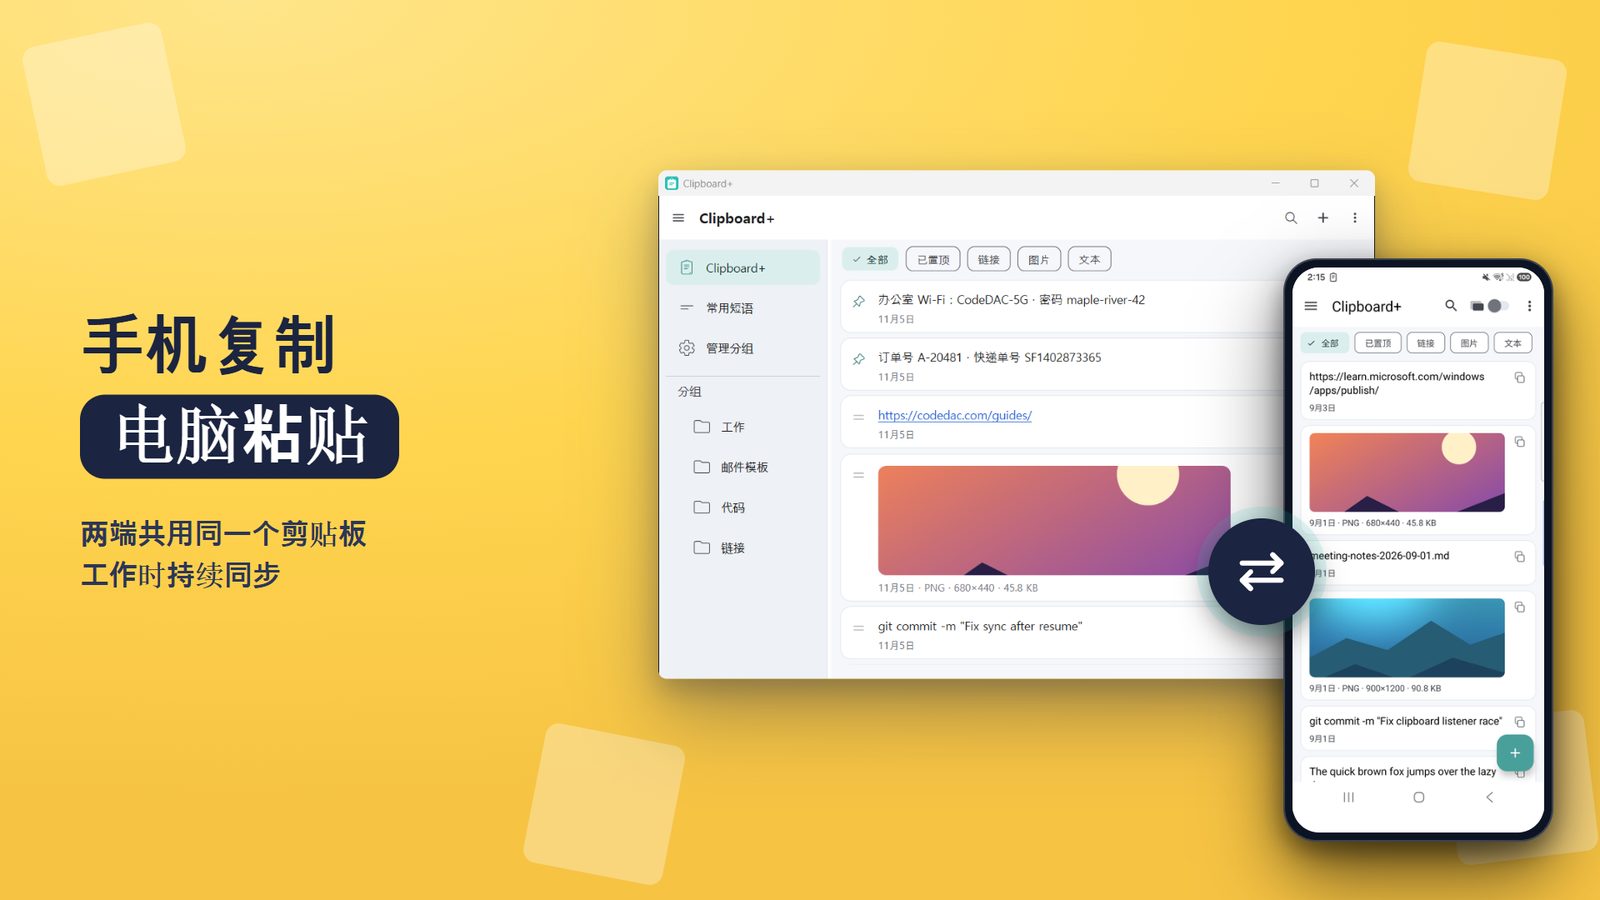 手机复制
电脑粘贴
两端共用同一个剪贴板
工作时持续同步
Clipboard+
Clipboard+
Clipboard+
常用短语
管理分组
分组
工作
邮件模板
代码
链接
全部
已置顶
链接
图片
文本
办公室 Wi-Fi : CodeDAC-5G · 密码 maple-river-42
11月5日
订单号 A-20481 · 快递单号 SF1402873365
11月5日
https://codedac.com/guides/
11月5日
11月5日 · PNG · 680×440 · 45.8 KB
git commit -m "Fix sync after resume"
11月5日
2:15
100
Clipboard+
全部
已置顶
链接
图片
文本
https://learn.microsoft.com/windows
/apps/publish/
9月3日
9月1日 · PNG · 680×440 · 45.8 KB
meeting-notes-2026-09-01.md
9月1日
9月1日 · PNG · 900×1200 · 90.8 KB
git commit -m "Fix clipboard listener race"
9月1日
The quick brown fox jumps over the lazy